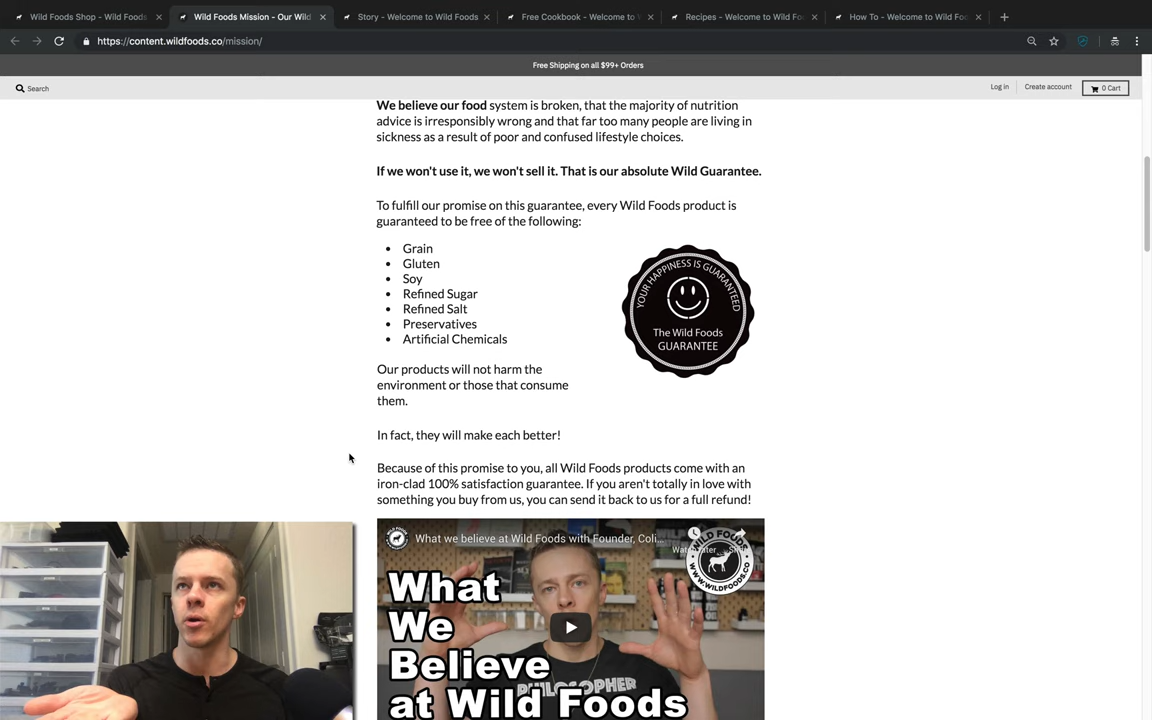 Wild Foods Shop - Wild Foods
Wild Foods Mission - Our Wild
Story - Welcome to Wild Foods
Free Cookbook - Welcome to
Recipes - Welcome to Wild Fo
How To - Welcome to Wild Foo
https://content.wildfoods.co/mission/
Free Shipping on all $99+ Orders
Search
Log in
Create account
0 Cart
We believe our food system is broken, that the majority of nutrition
advice is irresponsibly wrong and that far too many people are living in
sickness as a result of poor and confused lifestyle choices.
If we won't use it, we won't sell it. That is our absolute Wild Guarantee.
To fulfill our promise on this guarantee, every Wild Foods product is
guaranteed to be free of the following:
• Grain
• Gluten
• Soy
• Refined Sugar
• Refined Salt
• Preservatives
• Artificial Chemicals
YOUR HAPPINESS IS GUARANTEED
The Wild Foods
GUARANTEE
Our products will not harm the
environment or those that consume
them.
In fact, they will make each better!
Because of this promise to you, all Wild Foods products come with an
iron-clad 100% satisfaction guarantee. If you aren't totally in love with
something you buy from us, you can send it back to us for a full refund!
What we believe at Wild Foods with Founder, Coli...
Watch later
Share
WILD FOODS
WWW.WILDFOODS.CO
What
We
Believe
at Wild Foods
PHILOSOPHER